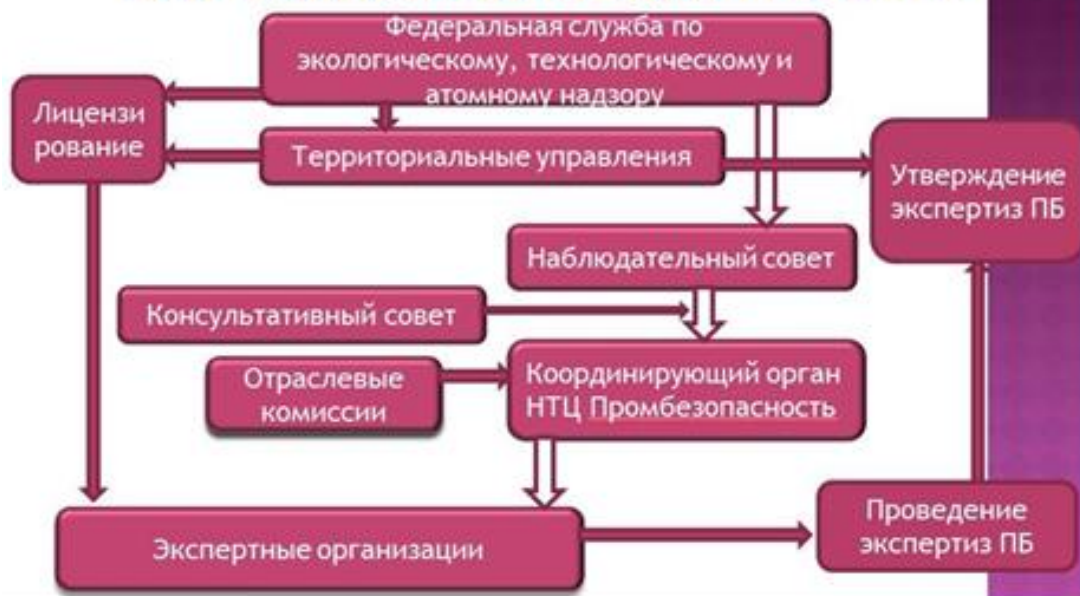 Федеральная служба по
экологическому, технологическому и
атомному надзору
Лицензи
рование
Территориальные управления
Утверждение
экспертиз ПБ
Наблюдательный совет
Консультативный совет
Отраслевые
комиссии
Координирующий орган
НТЦ Промбезопасность
Экспертные организации
Проведение
экспертиз ПБ